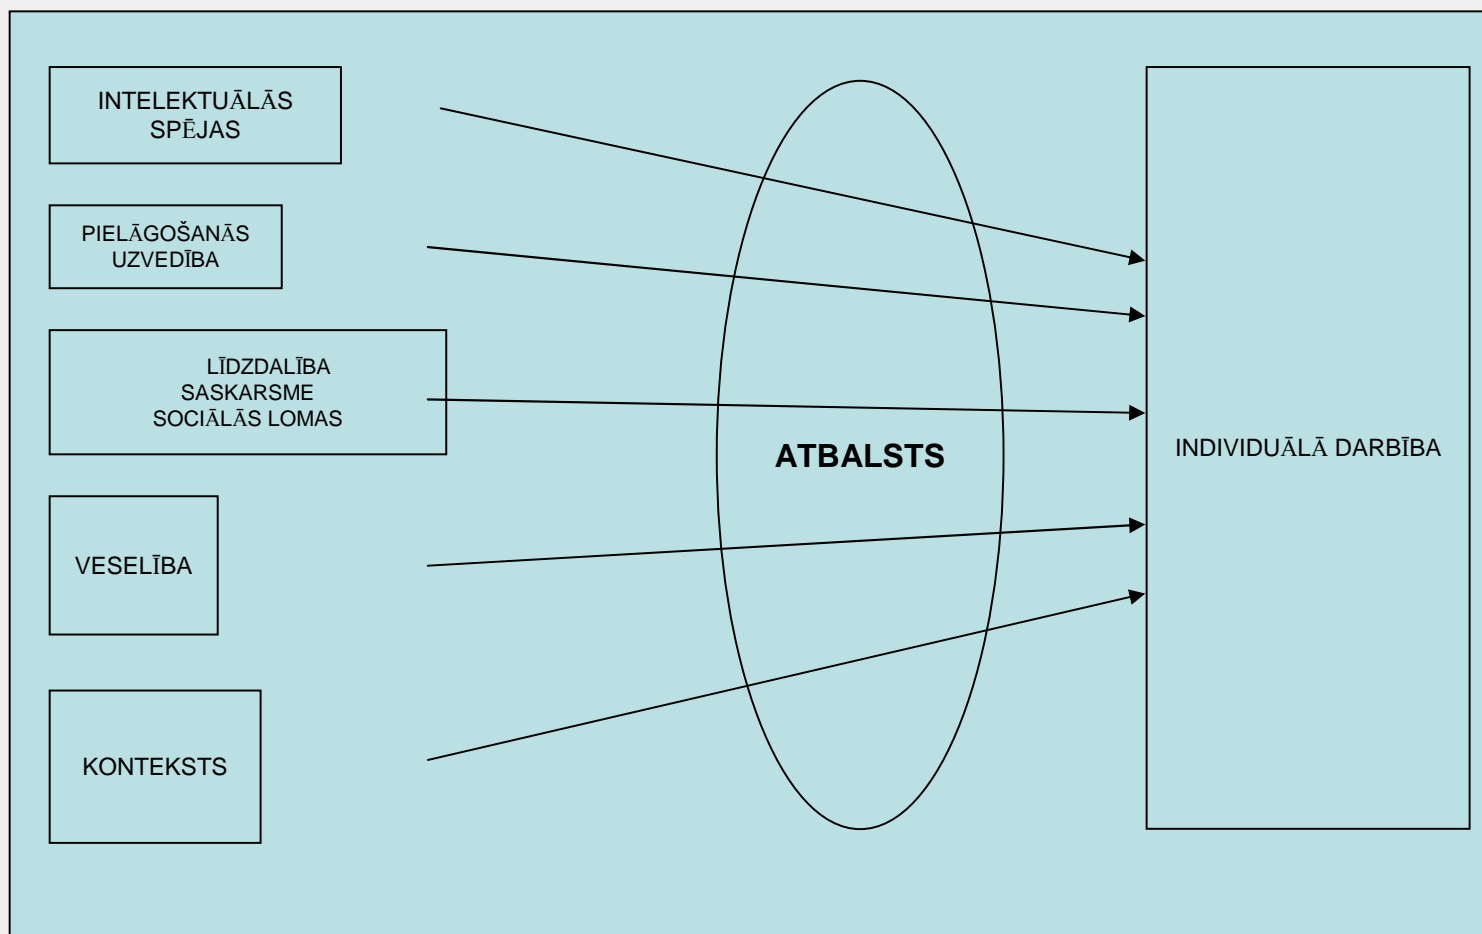 INTELEKTUĀLĀS
SPĒJAS
PIELĀGOŠANĀS
UZVEDĪBA
LĪDZDALĪBA
SASKARSME
SOCIĀLĀS LOMAS
VESELĪBA
KONTEKSTS
ATBALSTS
INDIVIDUĀLĀ DARBĪBA